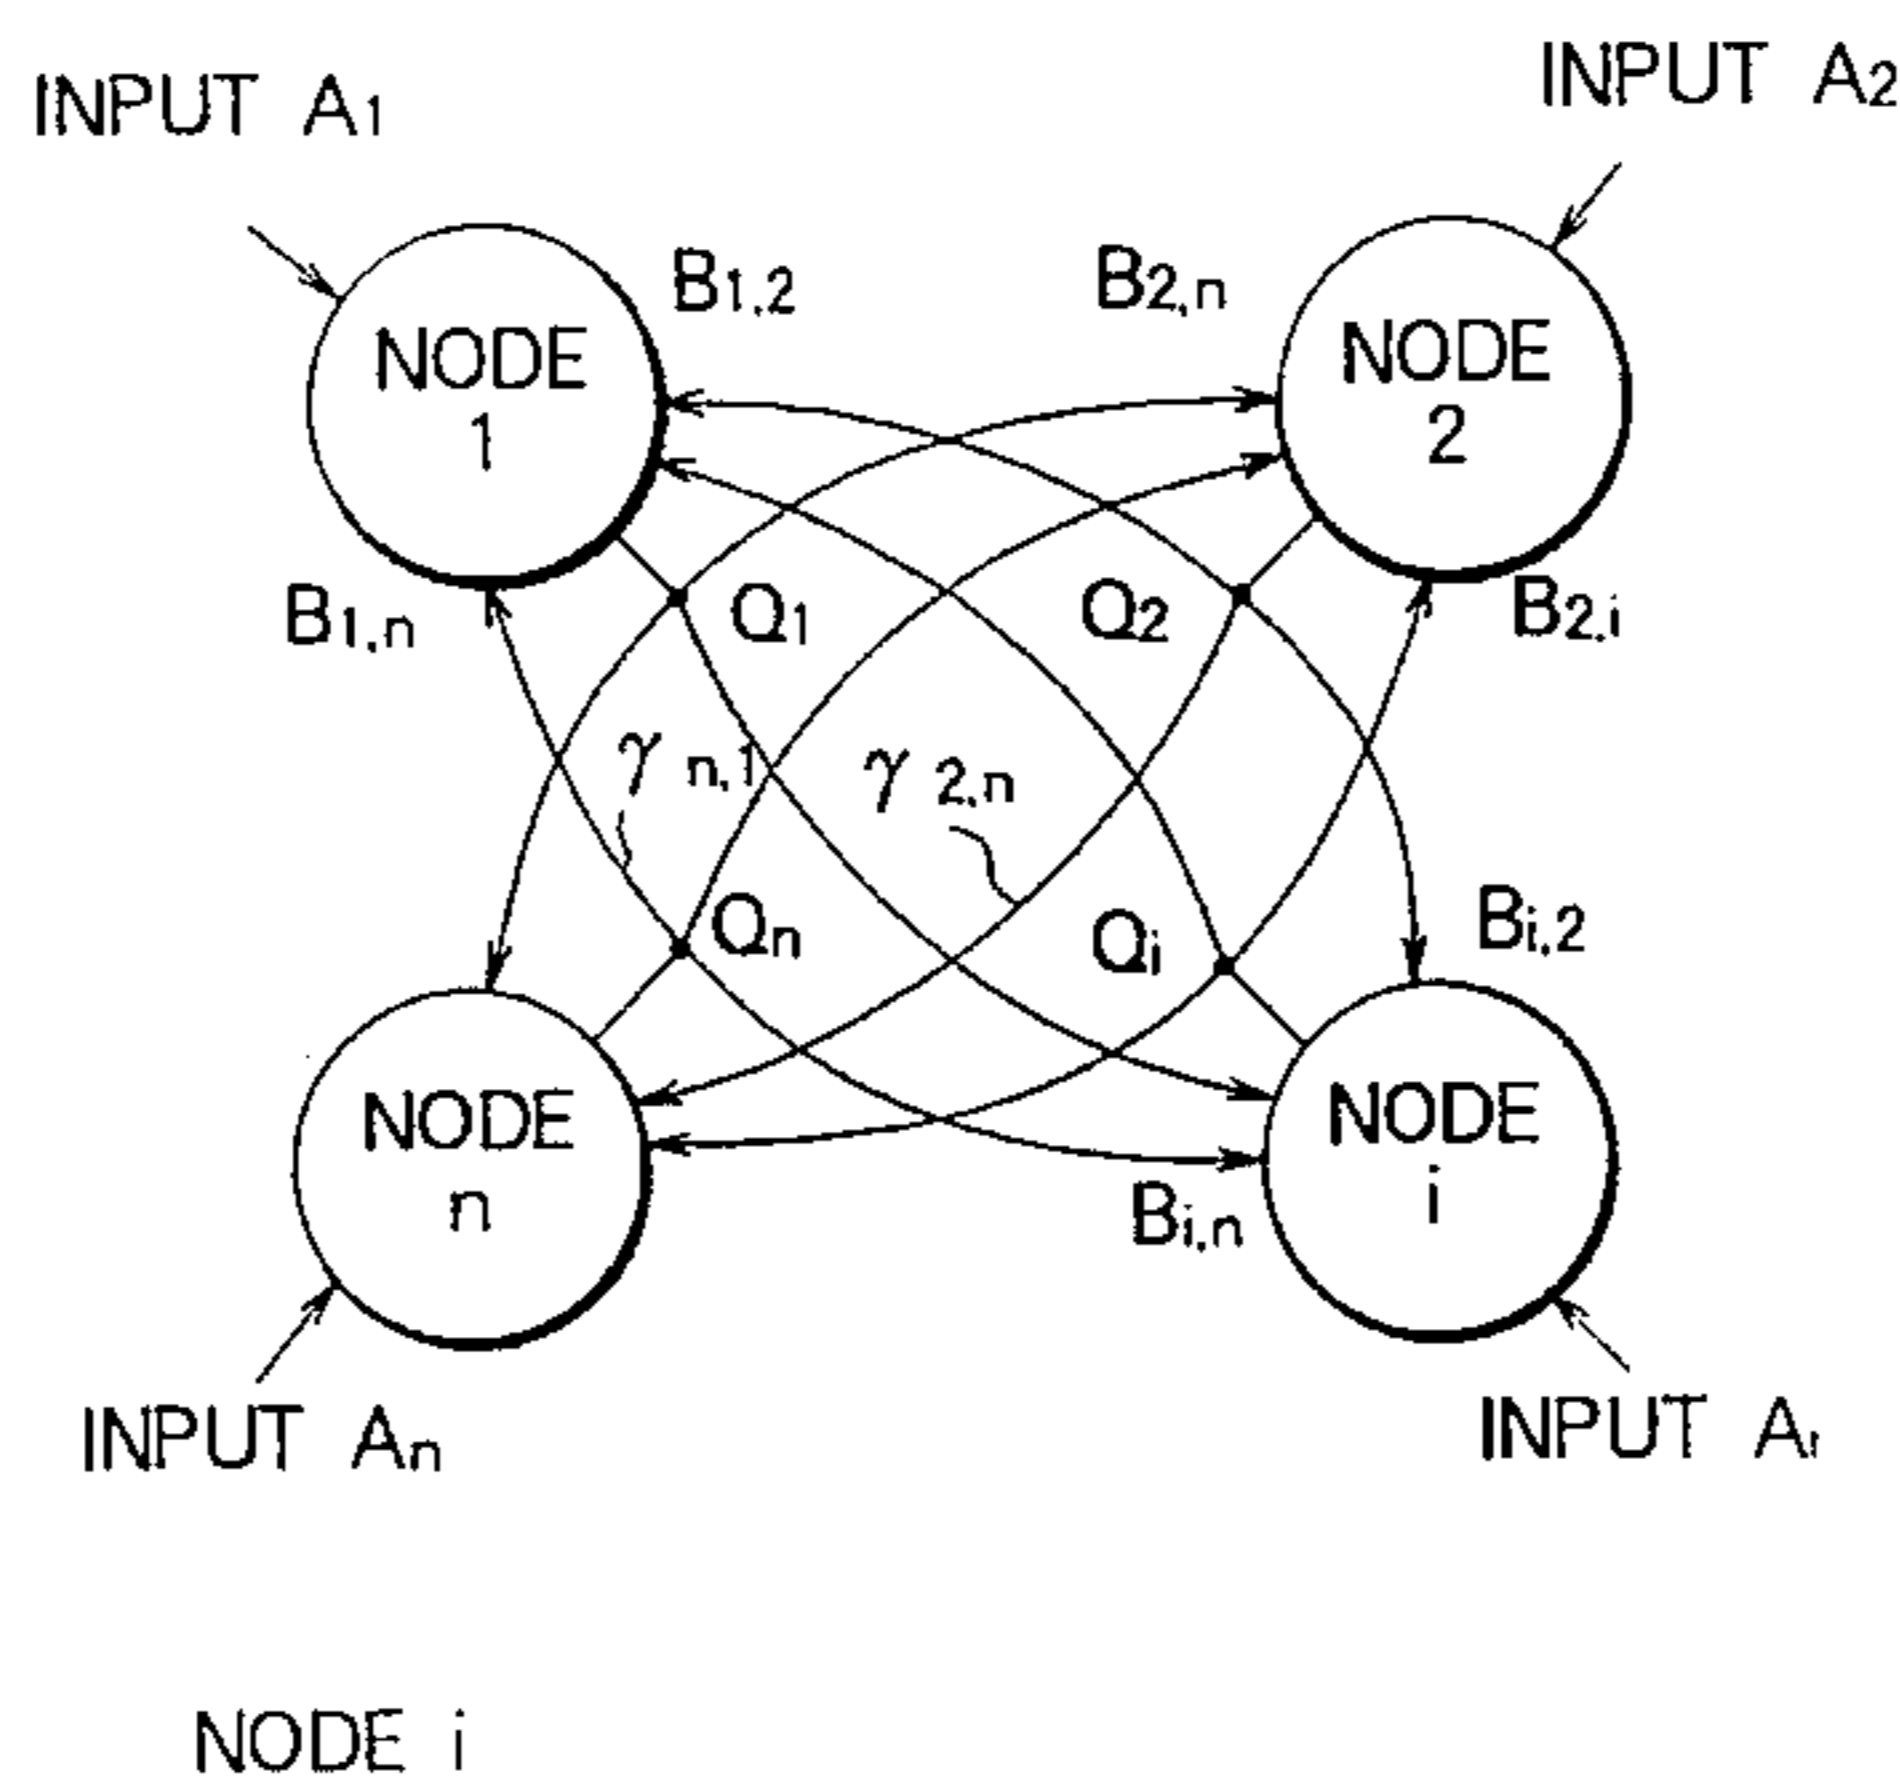 INPUT A1
INPUT A2
B1,2
B2,n
NODE
1
NODE
2
B1,n
Q1
Q2
B2,i
γ n,1
γ 2,n
Qn
Qi
Bi,2
NODE
n
NODE
i
Bi,n
INPUT An
INPUT Ai
NODE i